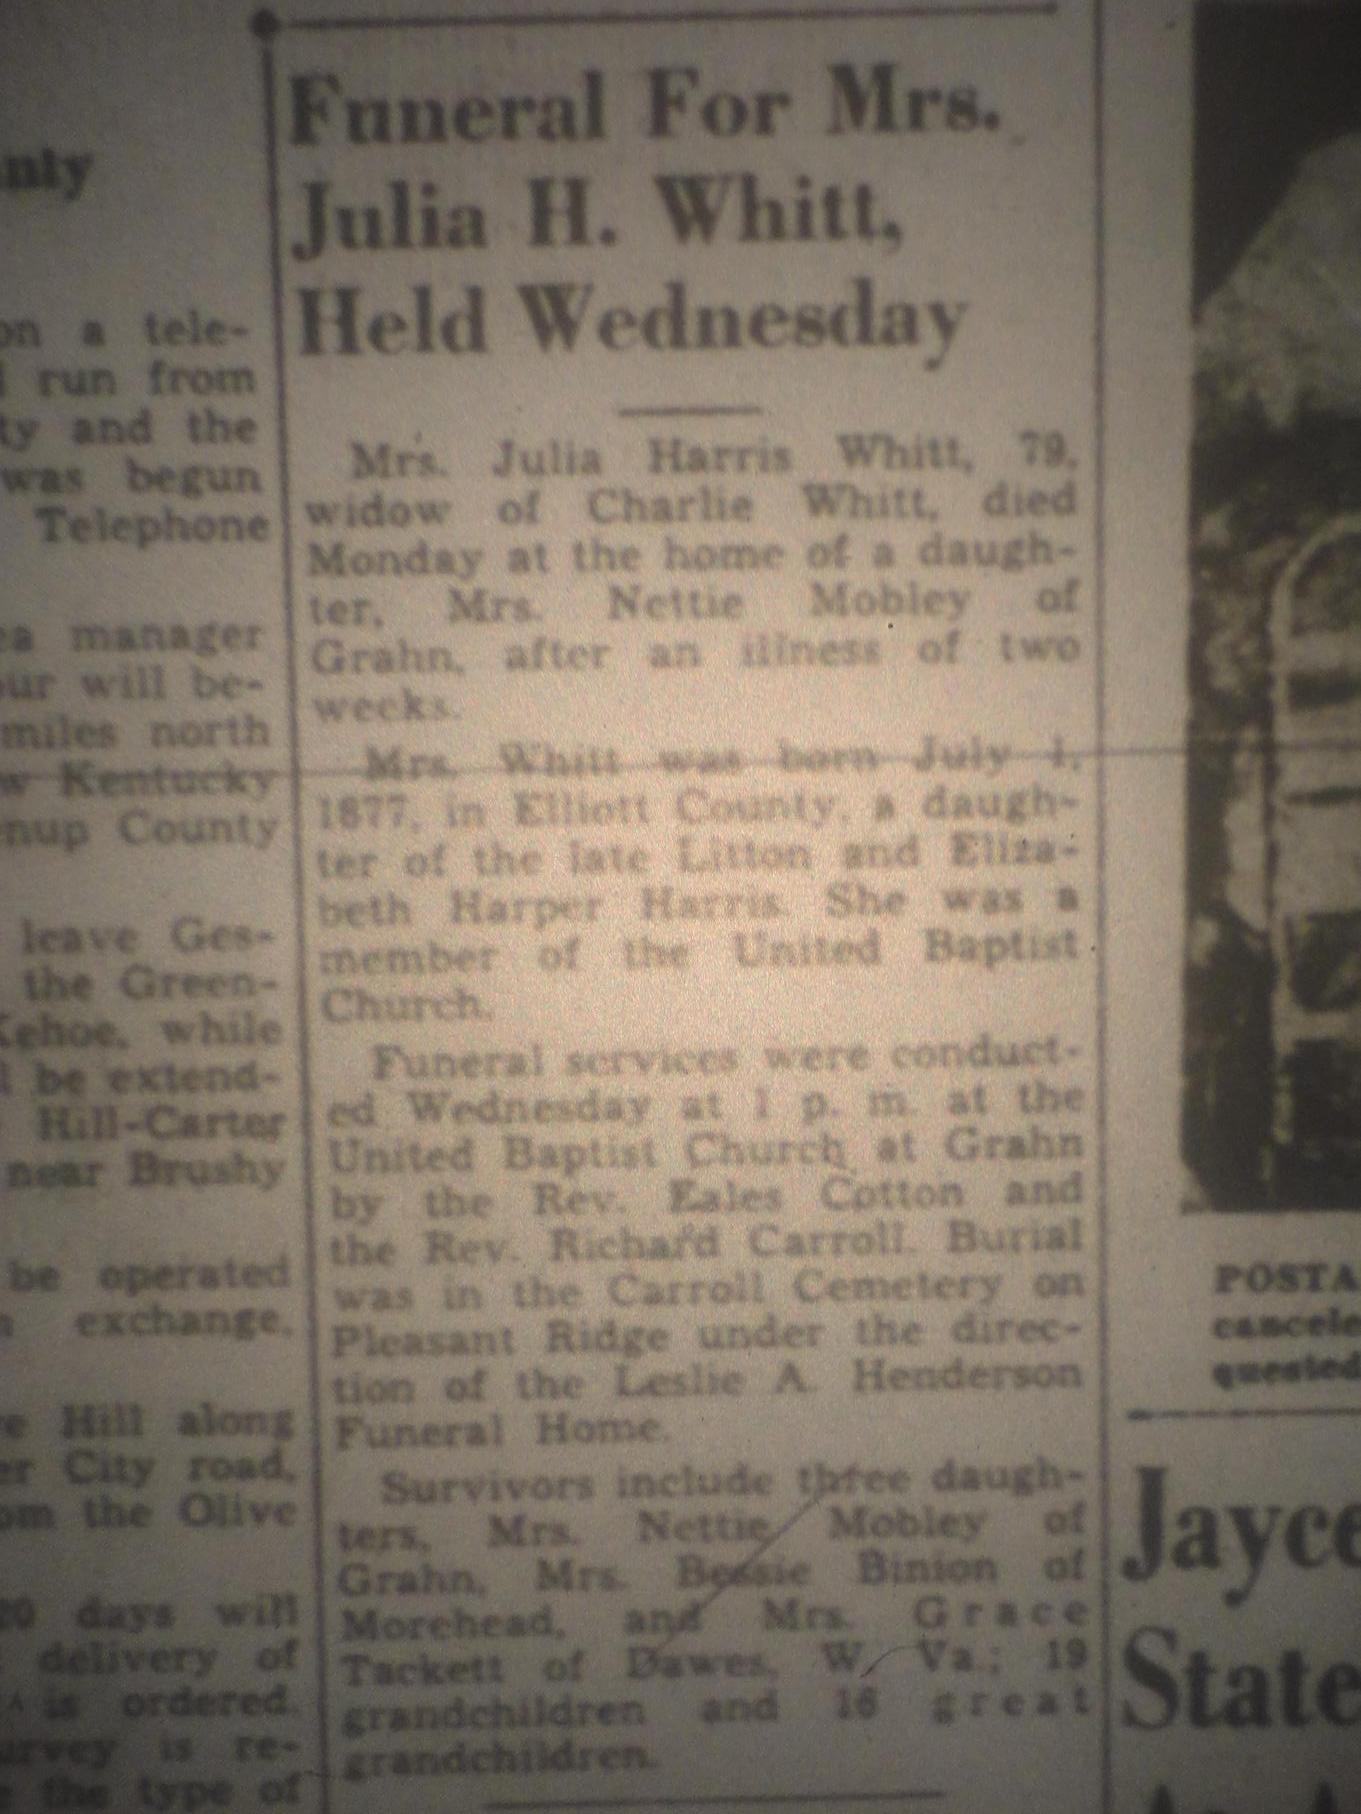 nty
on a tele-
run from
ty and the
was begun
Telephone
ea manager
our will be-
miles north
w Kentucky
nup County
leave Ges-
the Green-
Kehoe, while
l be extend-
Hill-Carter
near Brushy
be operated
exchange.
e Hill along
er City road,
om the Olive
20 days will
delivery of
is ordered.
urvey is re-
the type of
Funeral For Mrs.
Julia H. Whitt,
Held Wednesday
Mrs. Julia Harris Whitt, 79,
widow of Charlie Whitt, died
Monday at the home of a daugh-
ter, Mrs. Nettie Mobley of
Grahn, after an illness of two
weeks.
Mrs. Whitt was born July 1,
1877, in Elliott County, a daugh-
ter of the late Litton and Eliza-
beth Harper Harris. She was a
member of the United Baptist
Church.
Funeral services were conduct-
ed Wednesday at 1 p. m. at the
United Baptist Church at Grahn
by the Rev. Eales Cotton and
the Rev. Richard Carroll. Burial
was in the Carroll Cemetery on
Pleasant Ridge under the direc-
tion of the Leslie A. Henderson
Funeral Home.
Survivors include three daugh-
ters, Mrs. Nettie Mobley of
Grahn, Mrs. Bessie Binion of
Morehead, and Mrs. Grace
Tackett of Dawes, W. Va.; 19
grandchildren and 16 great
grandchildren.
POSTA
cancele
quested
Jayce
State